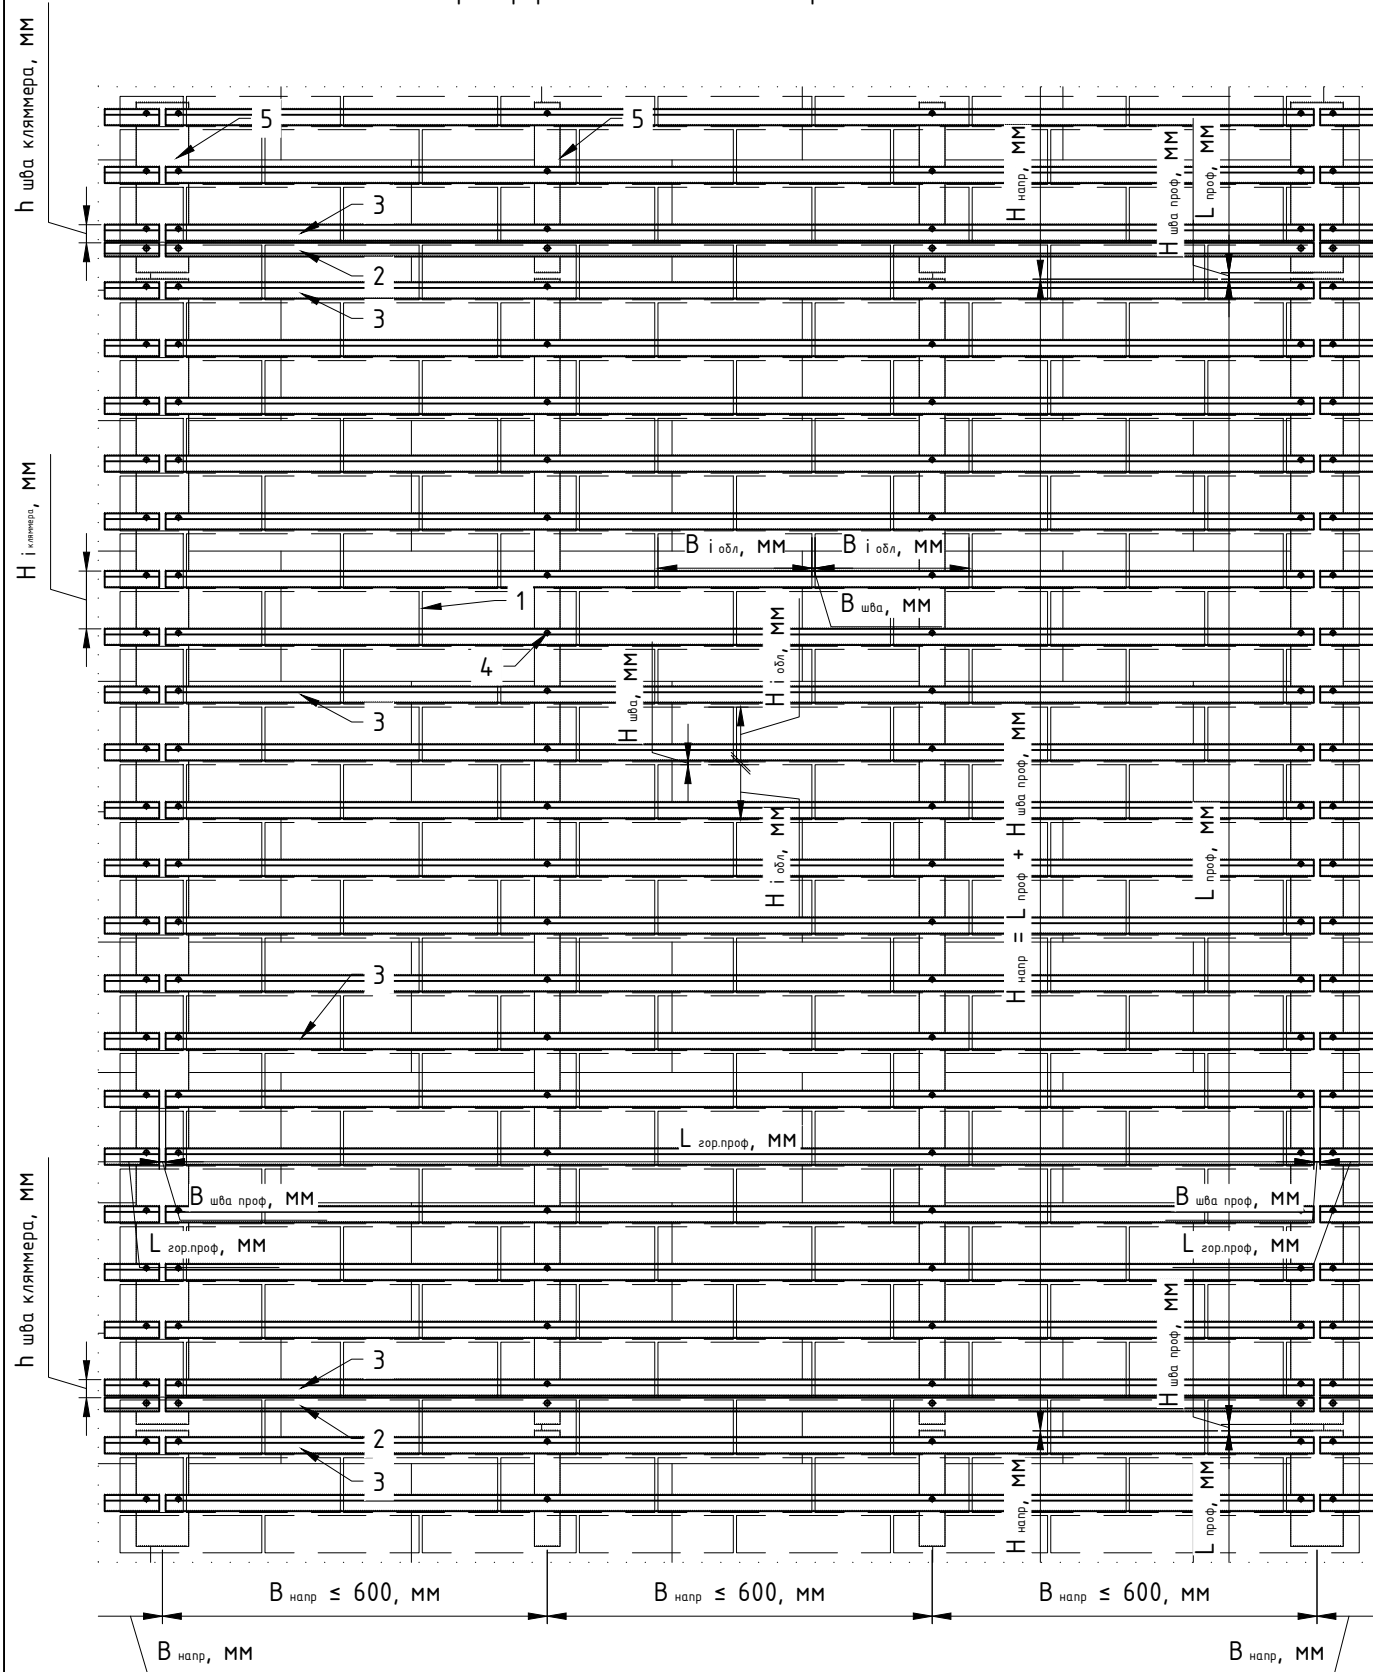 h шва кляммера, мм
5
5
H напр, мм
H шва проф, мм
L проф, мм
3
2
3
H i кляммера, мм
B i обл, мм
B i обл, мм
1
B шва, мм
4
H шва, мм
H i обл, мм
3
H напр = L проф + H шва проф, мм
L проф, мм
H i обл, мм
3
L гор.проф, мм
h шва кляммера, мм
B шва проф, мм
B шва проф, мм
L гор.проф, мм
L гор.проф, мм
H шва проф, мм
3
2
3
H напр, мм
L проф, мм
B напр ≤ 600, мм
B напр ≤ 600, мм
B напр ≤ 600, мм
B напр, мм
B напр, мм